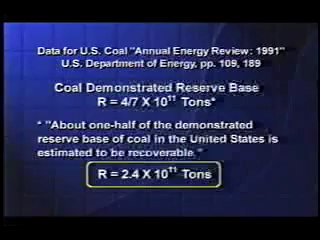 Data for U.S. Coal "Annual Energy Review: 1991"
U.S. Department of Energy, pp. 109, 189
Coal Demonstrated Reserve Base
R = 4/7 X 10¹¹ Tons*
* "About one-half of the demonstrated
reserve base of coal in the United States is
estimated to be recoverable."
R = 2.4 X 10¹¹ Tons